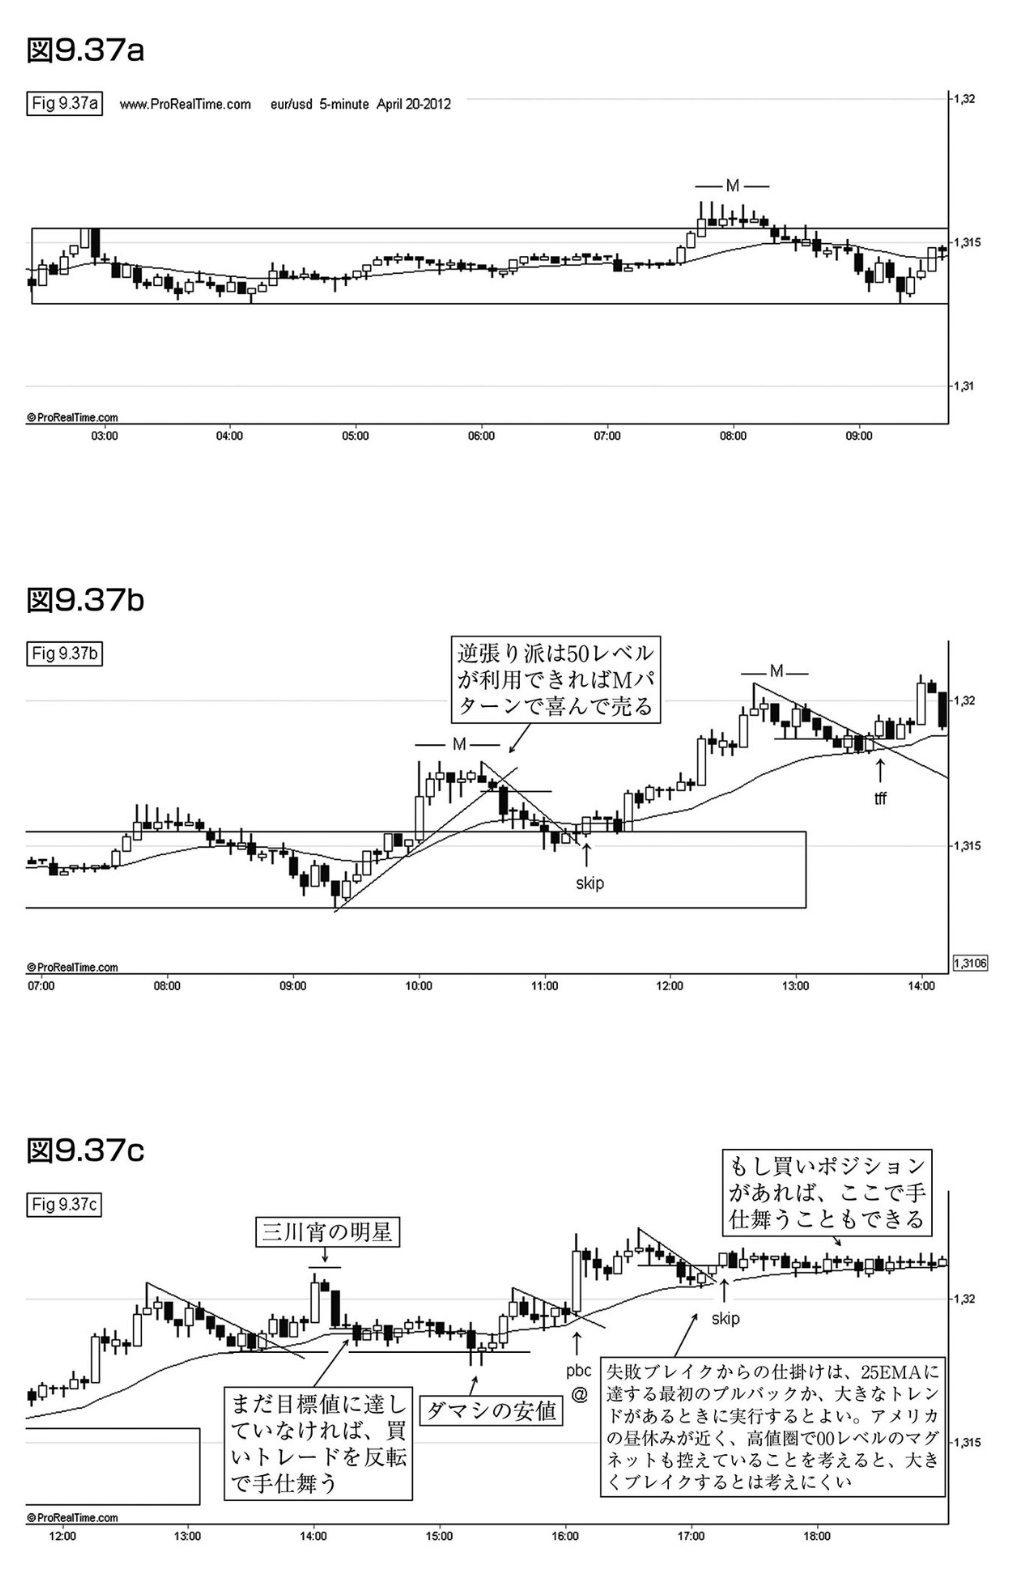 図9.37a
Fig 9.37a www.ProRealTime.com eur/usd 5-minute April 20-2012
1,32
M
1,315
1,31
©ProRealTime.com
03:00 04:00 05:00 06:00 07:00 08:00 09:00
図9.37b
Fig 9.37b
逆張り派は50レベル
が利用できればMパ
ターンで喜んで売る
M
1,32
M
tff
1,315
skip
©ProRealTime.com
1,3106
07:00 08:00 09:00 10:00 11:00 12:00 13:00 14:00
図9.37c
Fig 9.37c
もし買いポジション
があれば、ここで手
仕舞うこともできる
三川宵の明星
1,32
skip
pbc
@
まだ目標値に達し
ていなければ、買
いトレードを反転
で手仕舞う
ダマシの安値
失敗ブレイクからの仕掛けは、25EMAに
達する最初のプルバックか、大きなトレン
ドがあるときに実行するとよい。アメリカ
の昼休みが近く、高値圏で00レベルのマグ
ネットも控えていることを考えると、大き
くブレイクするとは考えにくい
1,315
©ProRealTime.com
12:00 13:00 14:00 15:00 16:00 17:00 18:00